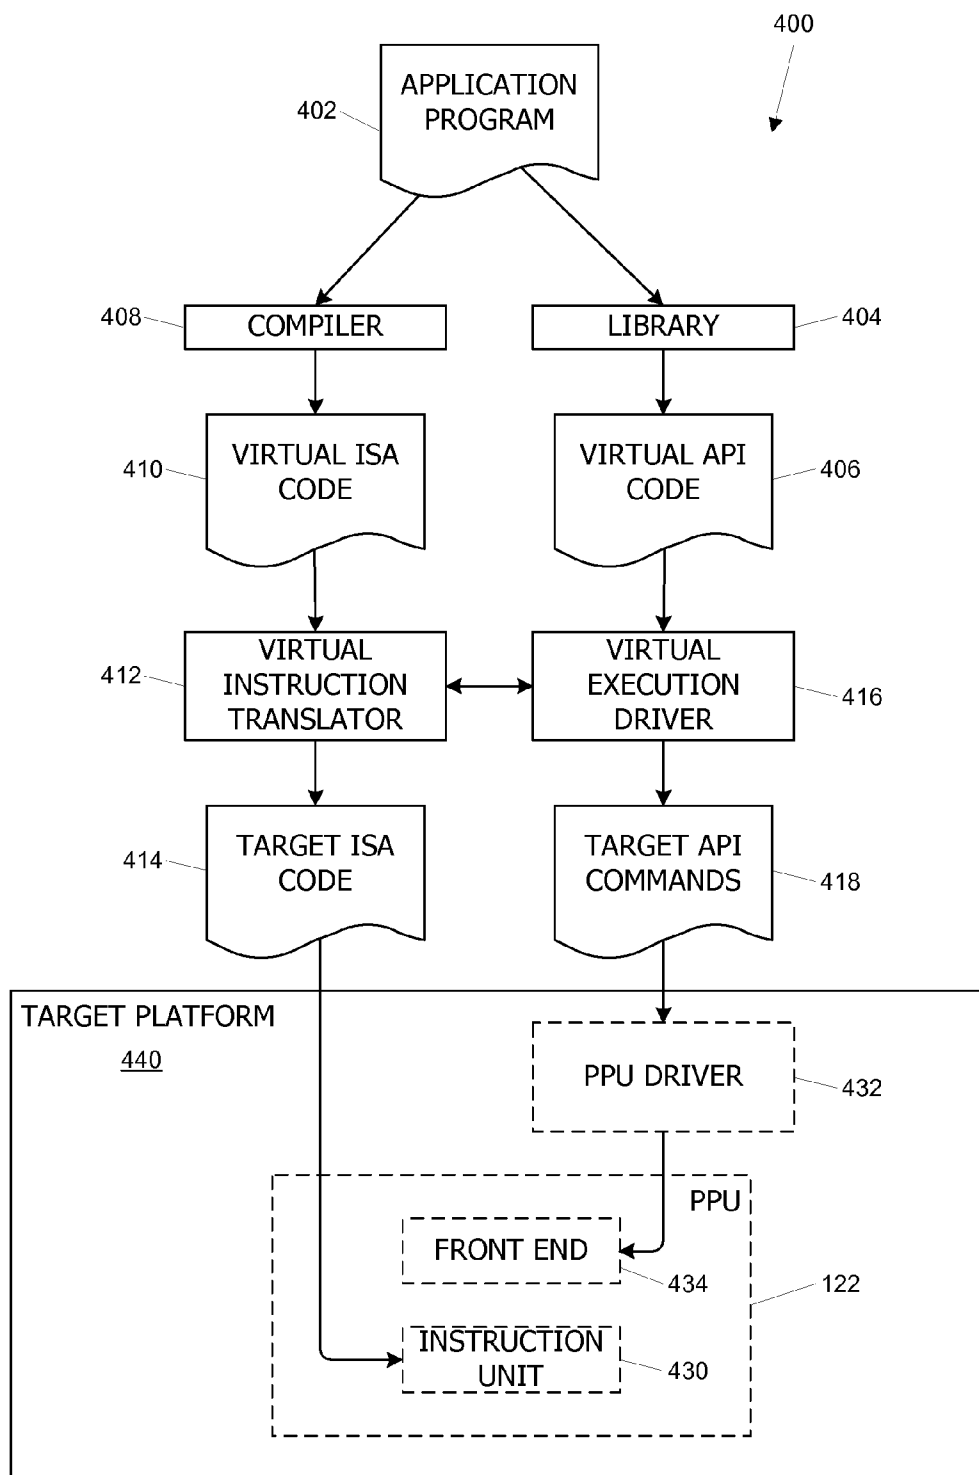 400
APPLICATION
PROGRAM
402
408
COMPILER
LIBRARY
404
410
VIRTUAL ISA
CODE
VIRTUAL API
CODE
406
412
VIRTUAL
INSTRUCTION
TRANSLATOR
VIRTUAL
EXECUTION
DRIVER
416
414
TARGET ISA
CODE
TARGET API
COMMANDS
418
TARGET PLATFORM
440
PPU DRIVER
432
PPU
FRONT END
434
122
INSTRUCTION
UNIT
430